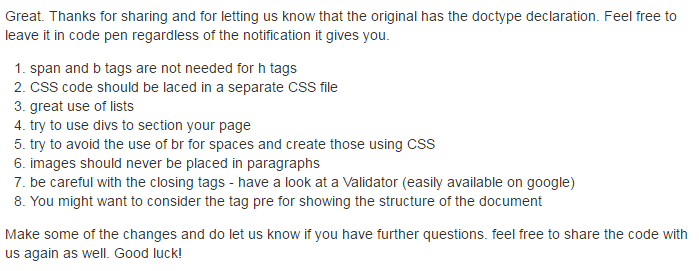 Great. Thanks for sharing and for letting us know that the original has the doctype declaration. Feel free to
leave it in code pen regardless of the notification it gives you.
1. span and b tags are not needed for h tags
2. CSS code should be laced in a separate CSS file
3. great use of lists
4. try to use divs to section your page
5. try to avoid the use of br for spaces and create those using CSS
6. images should never be placed in paragraphs
7. be careful with the closing tags - have a look at a Validator (easily available on google)
8. You might want to consider the tag pre for showing the structure of the document
Make some of the changes and do let us know if you have further questions. feel free to share the code with
us again as well. Good luck!